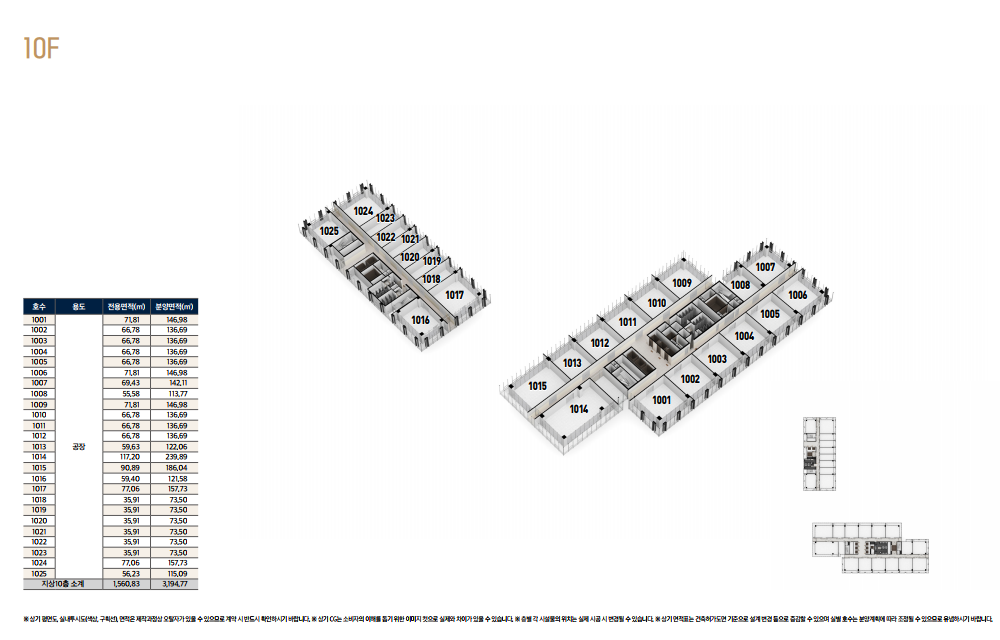 10F
1024
1023
1025
1022
1021
1020
1019
1018
1017
1016
1007
1009
1008
1006
1010
1005
1011
1004
1012
1003
1013
1002
1015
1001
1014
호수 용도 전용면적(㎡) 분양면적(㎡)
1001 71,81 146,98
1002 66,78 136,69
1003 66,78 136,69
1004 66,78 136,69
1005 66,78 136,69
1006 71,81 146,98
1007 69,43 142,11
1008 55,58 113,77
1009 71,81 146,98
1010 66,78 136,69
1011 66,78 136,69
1012 66,78 136,69
1013 공장 59,63 122,06
1014 117,20 239,89
1015 90,89 186,04
1016 59,40 121,58
1017 77,06 157,73
1018 35,91 73,50
1019 35,91 73,50
1020 35,91 73,50
1021 35,91 73,50
1022 35,91 73,50
1023 35,91 73,50
1024 77,06 157,73
1025 56,23 115,09
지상10층 소계 1,560,83 3,194,77
※ 상기 평면도, 실내투시도(색상, 구획선), 면적은 제작과정상 오탈자가 있을 수 있으므로 계약 시 반드시 확인하시기 바랍니다. ※ 상기 CG는 소비자의 이해를 돕기 위한 이미지 컷으로 실제와 차이가 있을 수 있습니다. ※ 층별 각 시설물의 위치는 실제 시공 시 변경될 수 있습니다. ※ 상기 면적표는 건축허가도면 기준으로 설계 변경 등으로 증감할 수 있으며 실별 호수는 분양계획에 따라 조정될 수 있으므로 유념하시기 바랍니다.